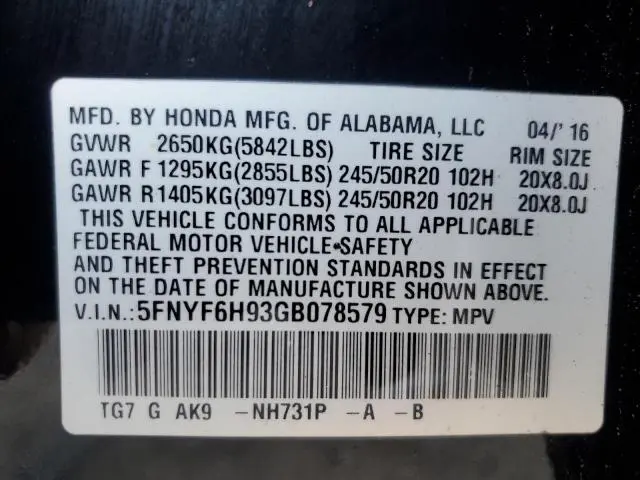 MFD. BY HONDA MFG. OF ALABAMA, LLC 04/'16
GVWR 2650KG(5842LBS) TIRE SIZE RIM SIZE
GAWR F 1295KG(2855LBS) 245/50R20 102H 20X8.0J
GAWR R 1405KG(3097LBS) 245/50R20 102H 20X8.0J
THIS VEHICLE CONFORMS TO ALL APPLICABLE
FEDERAL MOTOR VEHICLE SAFETY
AND THEFT PREVENTION STANDARDS IN EFFECT
ON THE DATE OF MANUFACTURE SHOWN ABOVE.
V.I.N.:5FNYF6H93GB078579 TYPE: MPV
TG7 G AK9 -NH731P -A -B